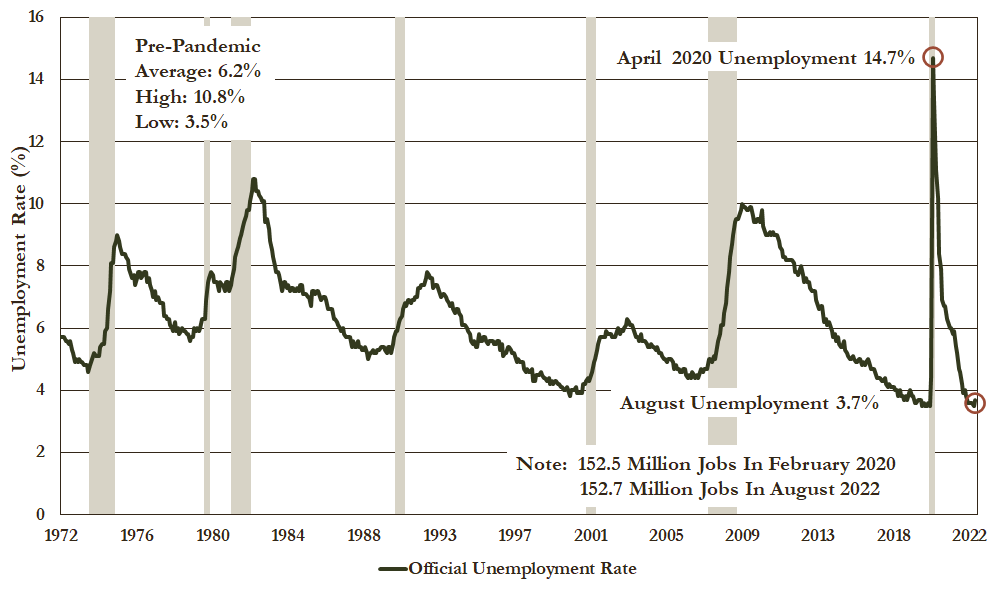 16
14
12
10
8
6
4
2
0
Unemployment Rate (%)
Pre-Pandemic
Average: 6.2%
High: 10.8%
Low: 3.5%
April 2020 Unemployment 14.7%
August Unemployment 3.7%
Note: 152.5 Million Jobs In February 2020
152.7 Million Jobs In August 2022
1972 1976 1980 1984 1988 1993 1997 2001 2005 2009 2013 2018 2022
Official Unemployment Rate